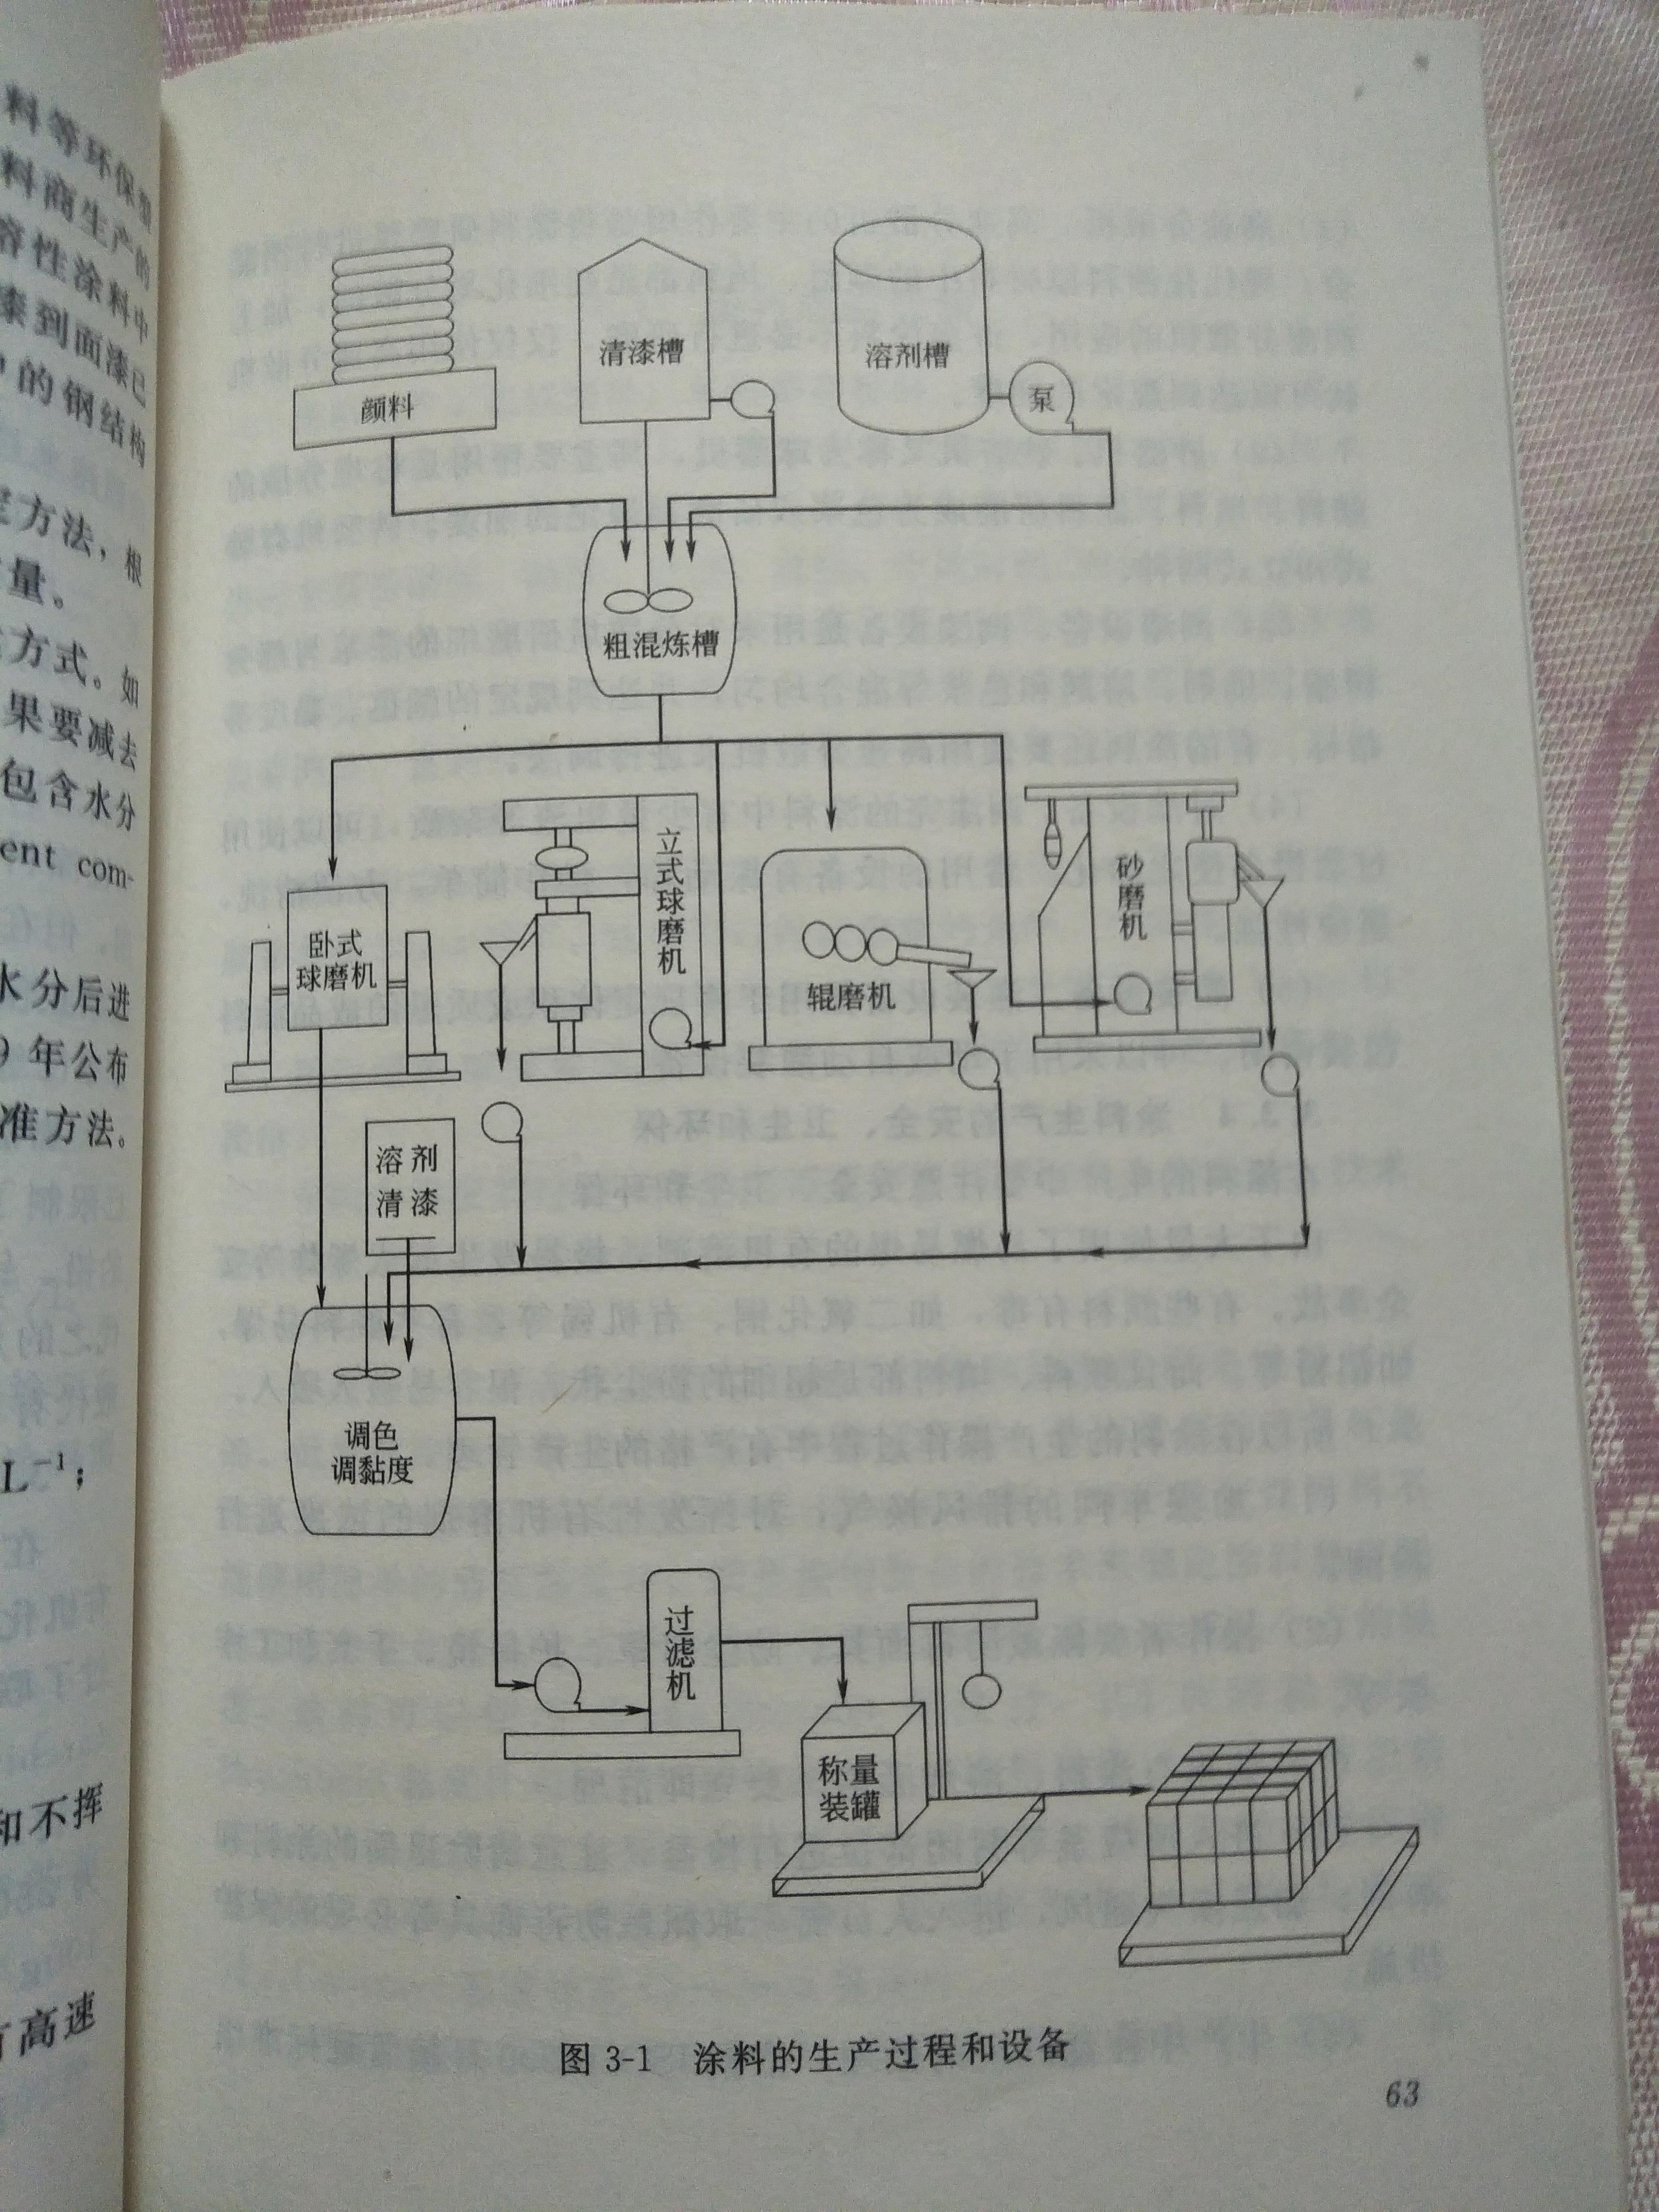 料等环保型
料商生产的
溶性涂料中
漆到面漆已
中的钢结构
定方法，根
量。
方式。如
果要减去
包含水分
ent com-
水分后进
9 年公布
准方法。
L⁻¹；
和不挥
有高速
颜料
清漆槽
溶剂槽
泵
粗混炼槽
卧式
球磨机
立式球磨机
辊磨机
砂磨机
溶剂
清漆
调色
调黏度
过滤机
称量
装罐
图 3-1 涂料的生产过程和设备
63